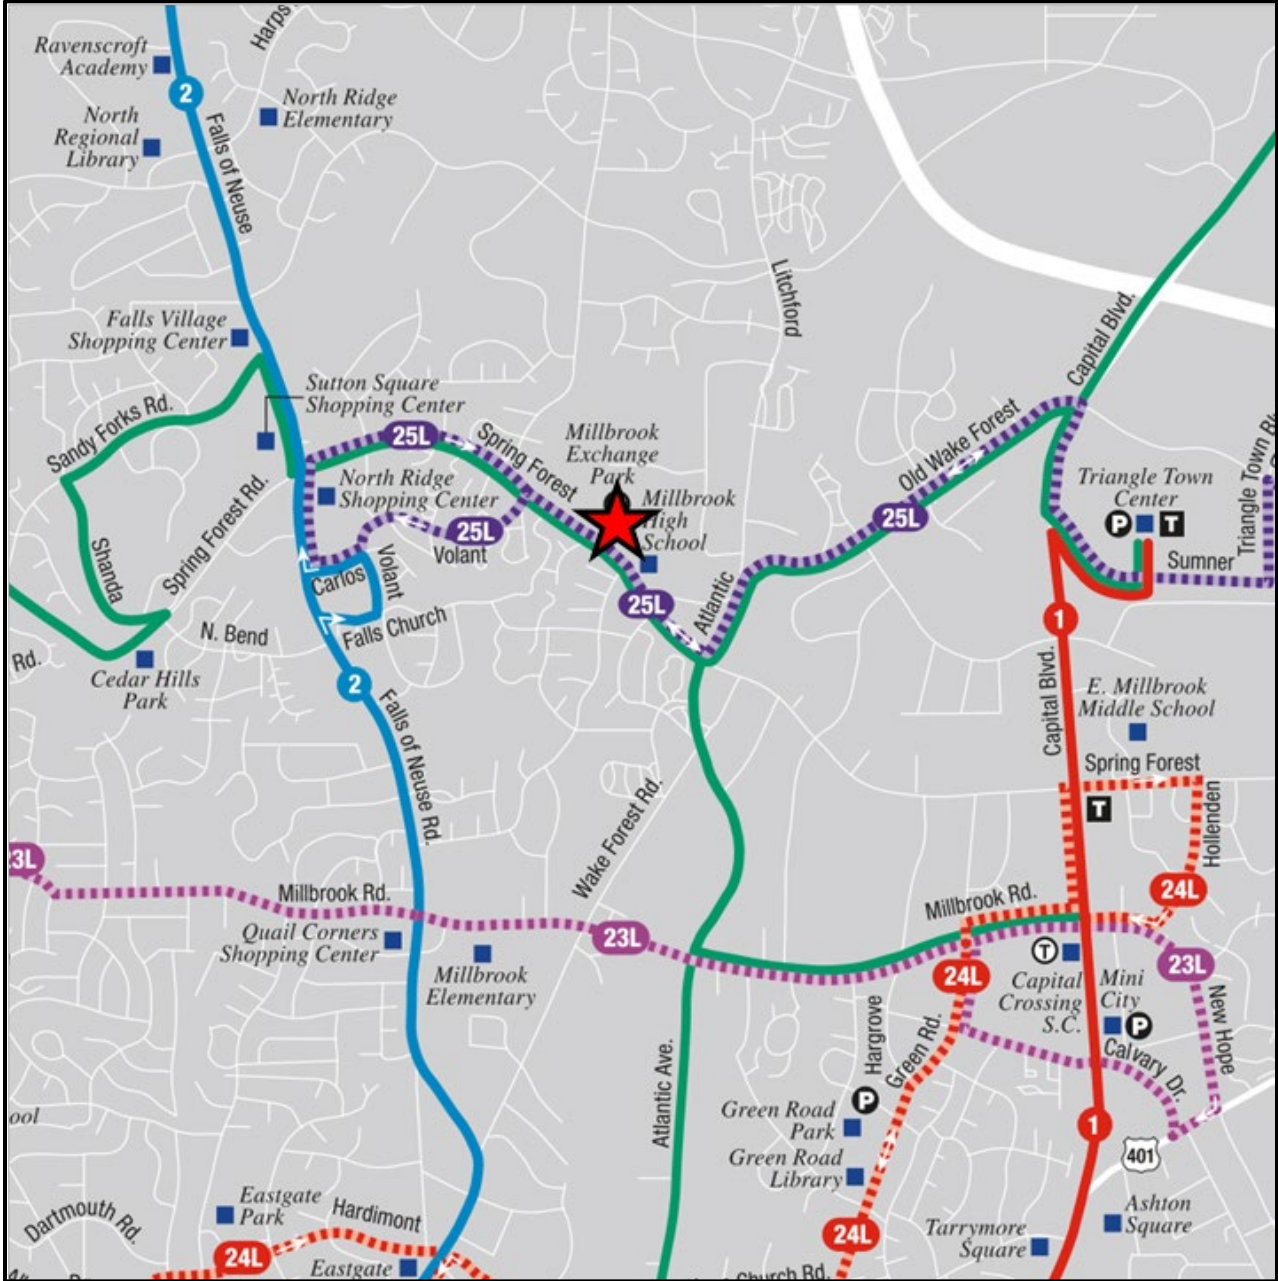 Ravenscroft
Academy
2
North
Regional
Library
Harps
North Ridge
Elementary
Falls of Neuse
Litchford
Falls Village
Shopping Center
Capital Blvd.
Sutton Square
Shopping Center
Sandy Forks Rd.
25L
Spring Forest
Millbrook
Exchange
Park
Old Wake Forest
North Ridge
Shopping Center
Millbrook
High
School
Triangle Town
Center
P
T
Spring Forest Rd.
25L
25L
Volant
Sumner
Shanda
Carlos
Volant
Falls Church
25L
Atlantic
1
N. Bend
Rd.
Cedar Hills
Park
2
Capital Blvd.
E. Millbrook
Middle School
Falls of Neuse Rd.
Spring Forest
T
Hollenden
Wake Forest Rd.
23L
Millbrook Rd.
Millbrook Rd.
24L
Quail Corners
Shopping Center
23L
Millbrook
Elementary
24L
T
Capital
Crossing
S.C.
Mini
City
P
23L
New Hope
Hargrove
Green Rd.
Calvary Dr.
Atlantic Ave.
P
Green Road
Park
Green Road
Library
1
401
ool
Eastgate
Park
Hardimont
Dartmouth Rd.
24L
Eastgate
24L
Tarrymore
Square
Ashton
Square
Church Rd.